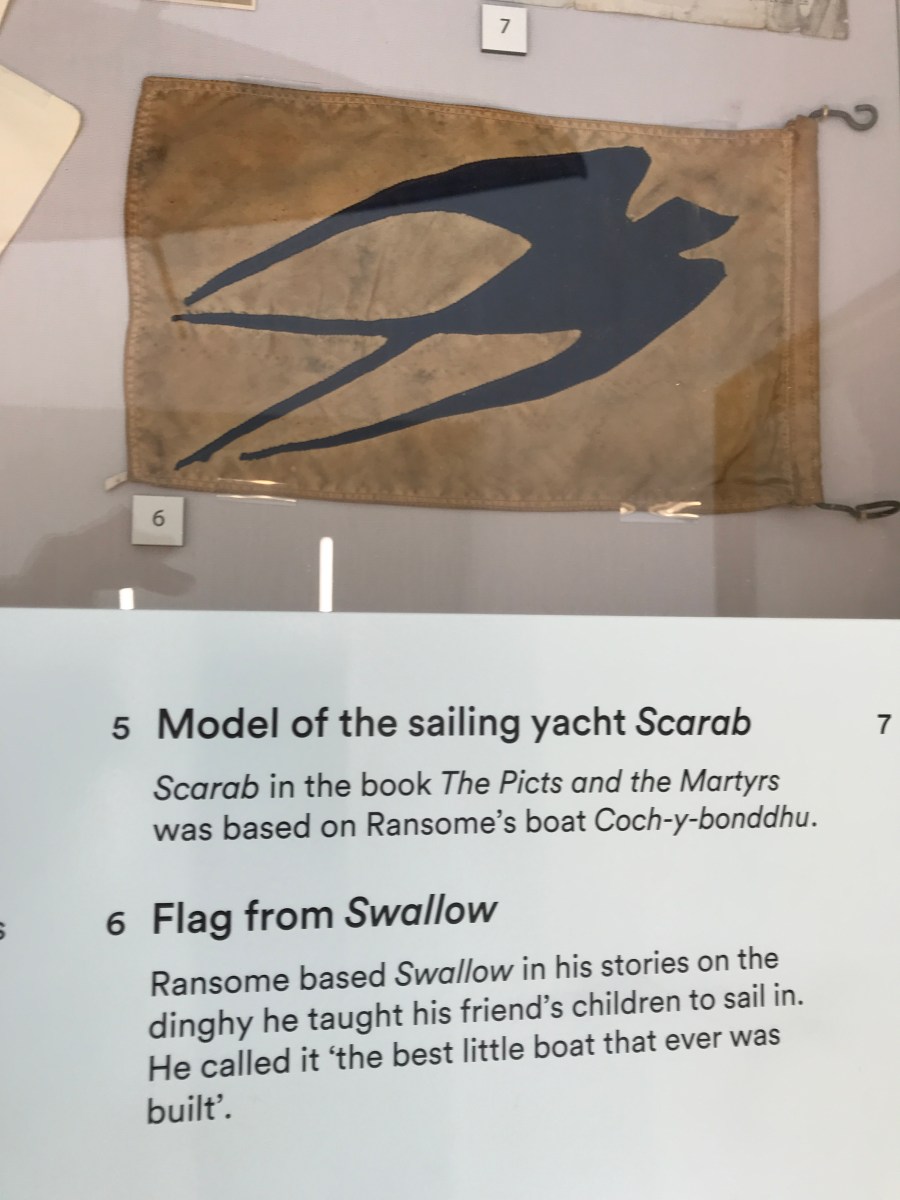 7
6
5 Model of the sailing yacht Scarab
7
Scarab in the book The Picts and the Martyrs
was based on Ransome's boat Coch-y-bonddhu.
s
6 Flag from Swallow
Ransome based Swallow in his stories on the
dinghy he taught his friend's children to sail in.
He called it ‘the best little boat that ever was
built’.